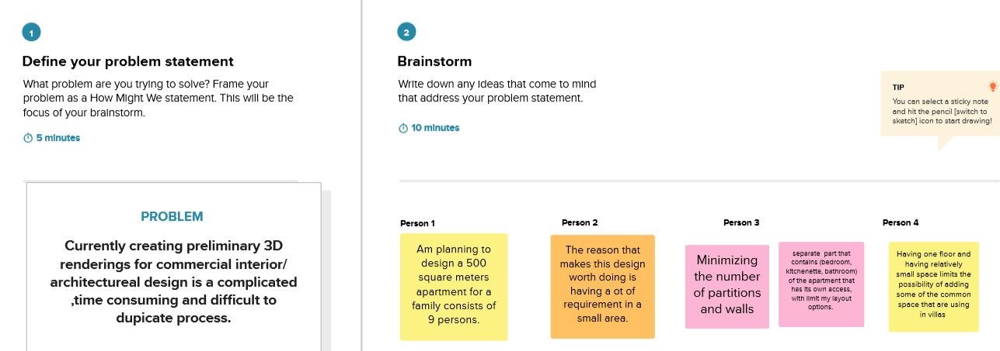 1
Define your problem statement
What problem are you trying to solve? Frame your
problem as a How Might We statement. This will be the
focus of your brainstorm.
5 minutes
PROBLEM
Currently creating preliminary 3D
renderings for commercial interior/
architectureal design is a complicated
,time consuming and difficult to
dupicate process.
2
Brainstorm
Write down any ideas that come to mind
that address your problem statement.
10 minutes
TIP
You can select a sticky note
and hit the pencil [switch to
sketch] icon to start drawing!
Person 1
Am planning to
design a 500
square meters
apartment for a
family consists of
9 persons.
Person 2
The reason that
makes this design
worth doing is
having a ot of
requirement in a
small area.
Person 3
Minimizing
the number
of partitions
and walls
separate part that
contains (bedroom,
kitchenette, bathroom)
of the apartment that
has its own access,
with limit my layout
options.
Person 4
Having one floor and
having relatively
small space limits the
possibility of adding
some of the common
space that are using
in villas